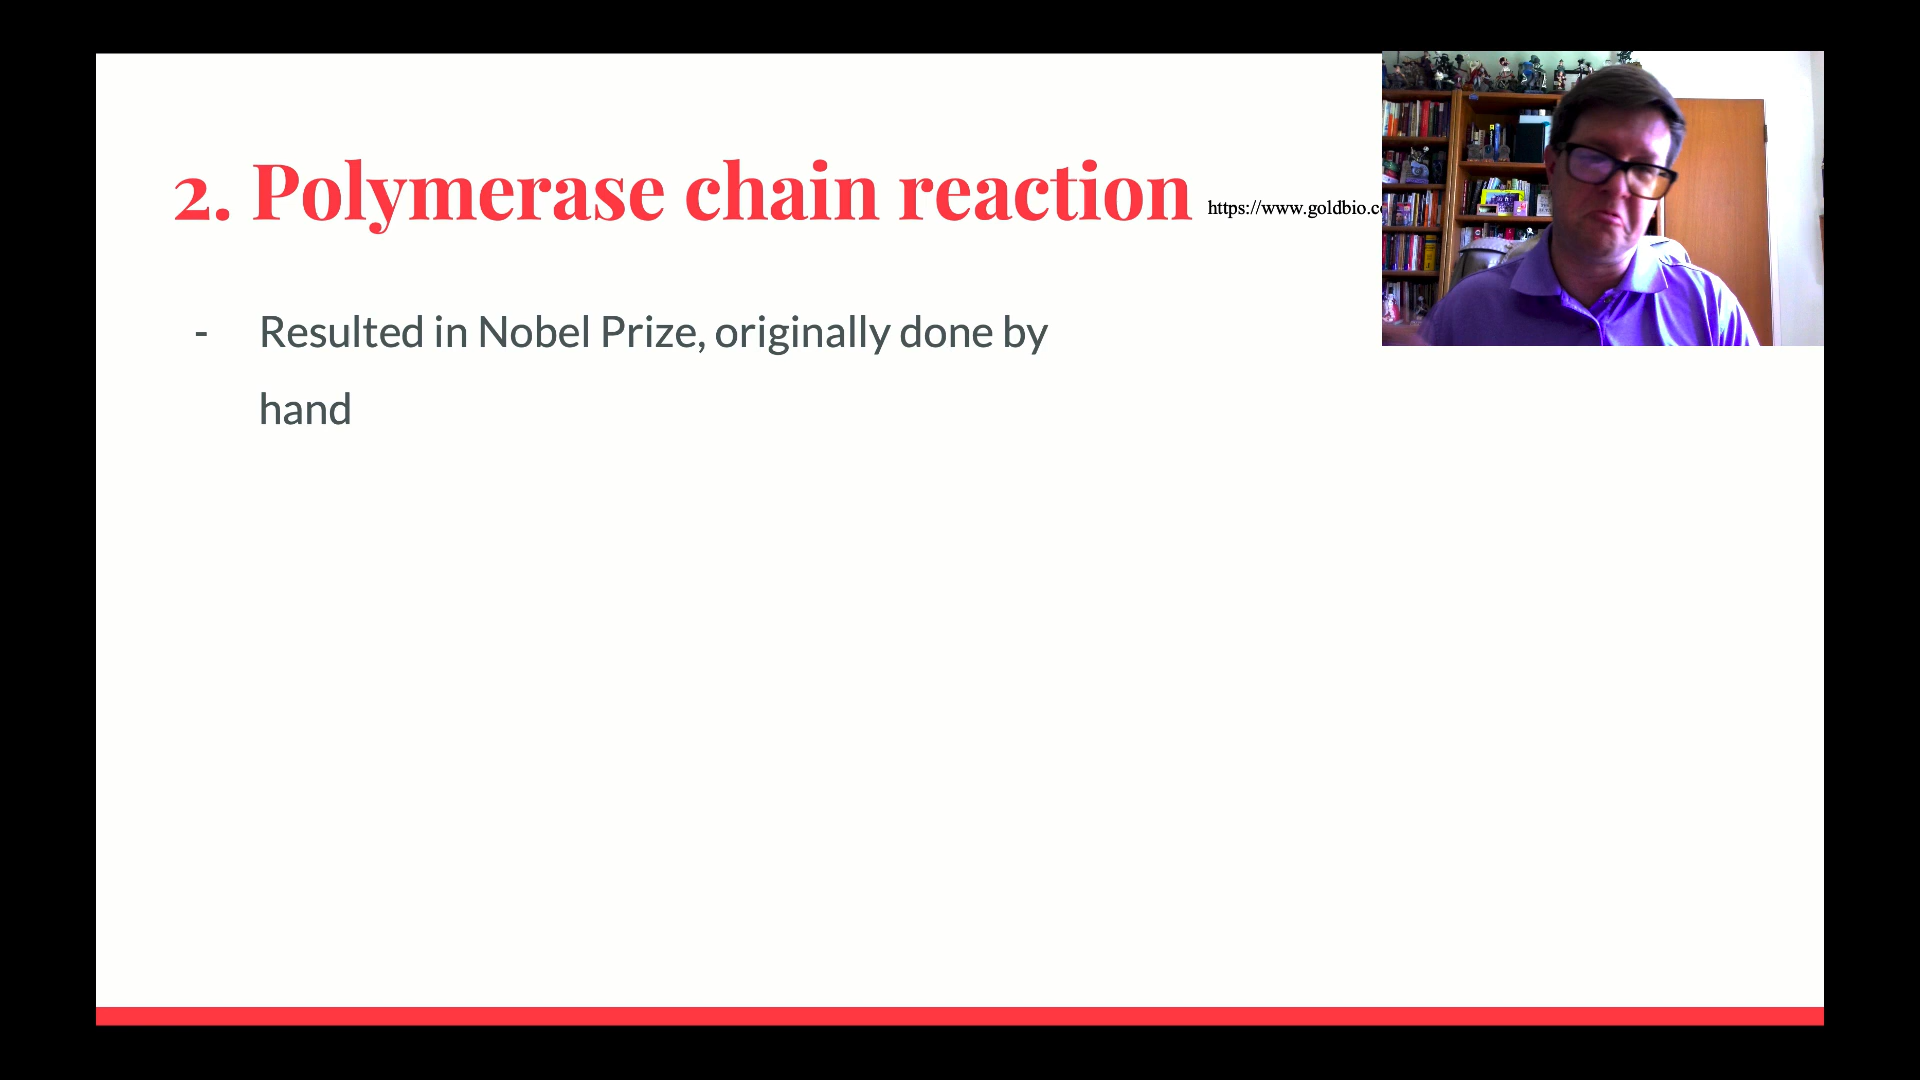 2. Polymerase chain reaction https://www.goldbio.c
- Resulted in Nobel Prize, originally done by
hand